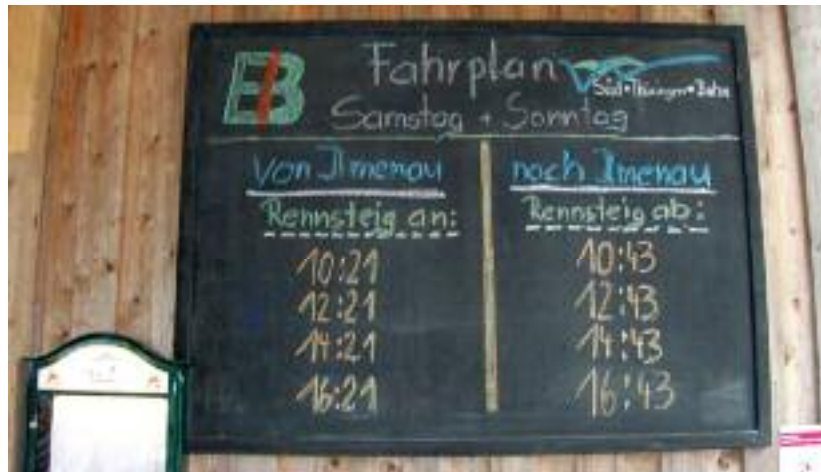 EB
Fahrplan
Süd•Thüringen•Bahn
Samstag + Sonntag
von Ilmenau
Rennsteig an:
10:21
12:21
14:21
16:21
nach Ilmenau
Rennsteig ab:
10:43
12:43
14:43
16:43